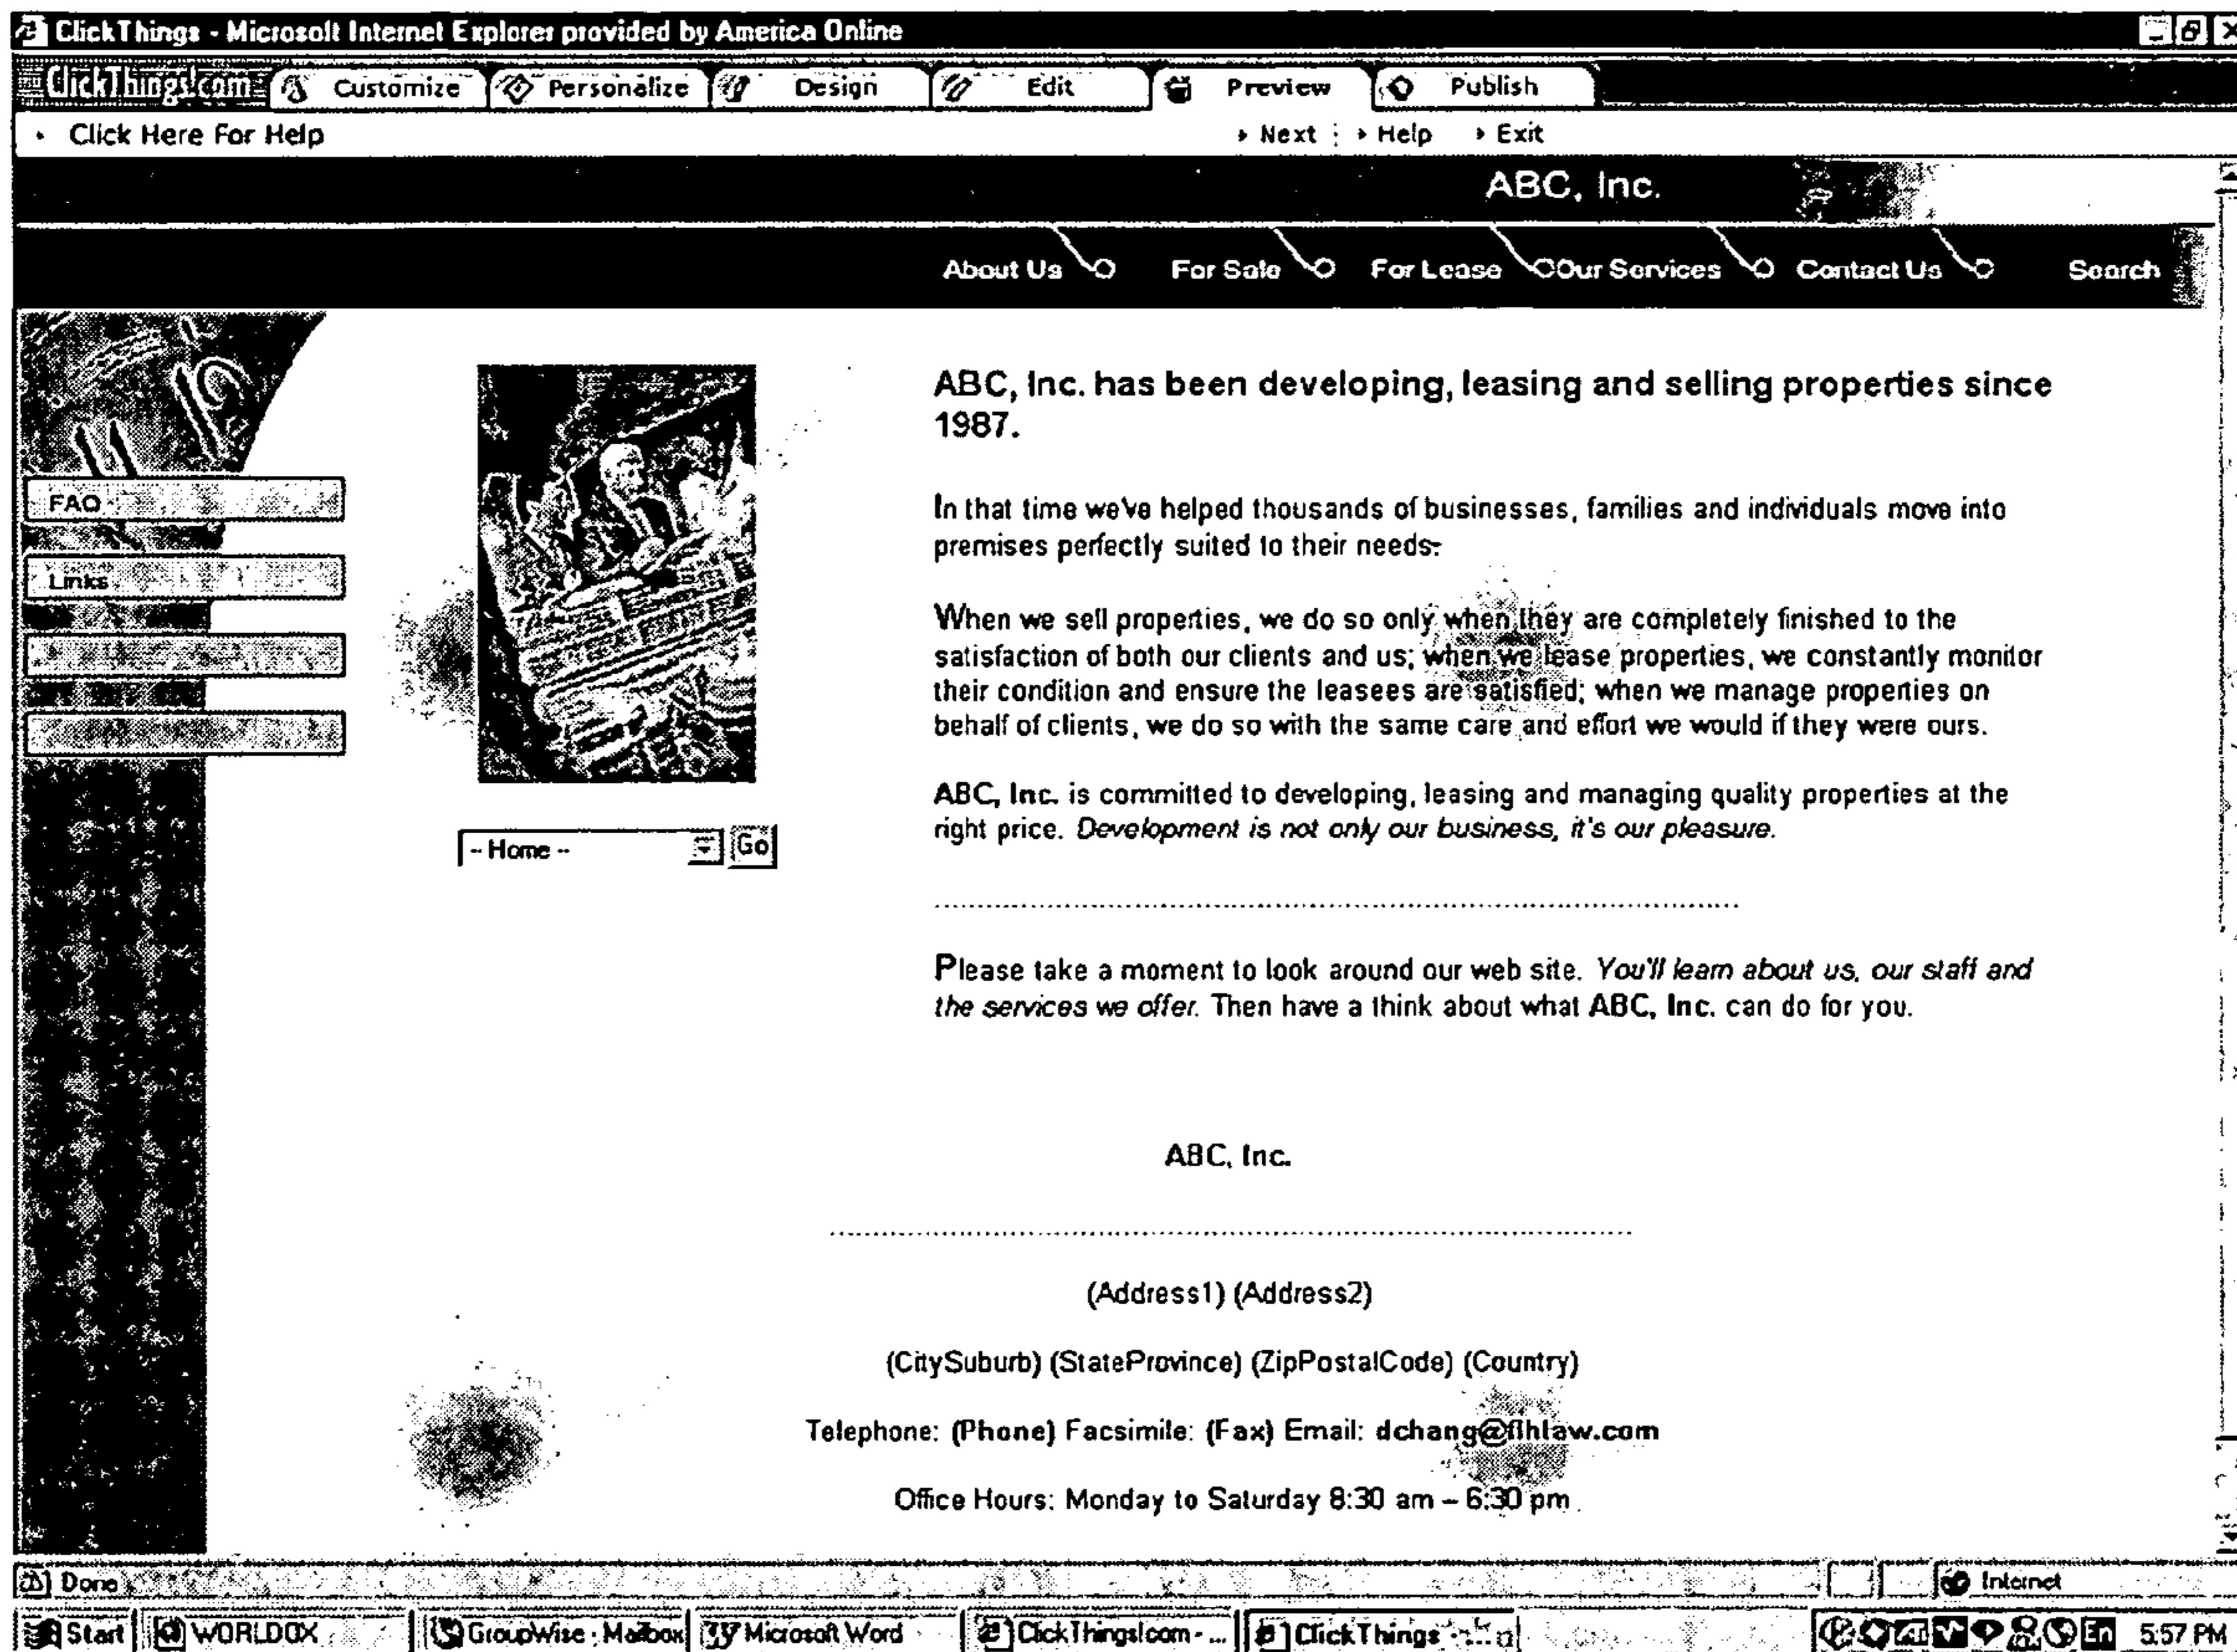 ClickThings - Microsoft Internet Explorer provided by America Online
ClickThings!com Customize Personalize Design Edit Preview Publish
Click Here For Help Next Help Exit
ABC, Inc.
About Us For Sale For Lease Our Services Contact Us Search
FAQ
Links
ABC, Inc. has been developing, leasing and selling properties since
1987.
In that time we've helped thousands of businesses, families and individuals move into
premises perfectly suited to their needs.
When we sell properties, we do so only when they are completely finished to the
satisfaction of both our clients and us; when we lease properties, we constantly monitor
their condition and ensure the leasees are satisfied; when we manage properties on
behalf of clients, we do so with the same care and effort we would if they were ours.
ABC, Inc. is committed to developing, leasing and managing quality properties at the
right price. Development is not only our business, it's our pleasure.
-- Home -- Go
Please take a moment to look around our web site. You'll learn about us, our staff and
the services we offer. Then have a think about what ABC, Inc. can do for you.
ABC, Inc.
(Address1) (Address2)
(CitySuburb) (StateProvince) (ZipPostalCode) (Country)
Telephone: (Phone) Facsimile: (Fax) Email: dchang@flhlaw.com
Office Hours: Monday to Saturday 8:30 am – 6:30 pm
Done Internet
Start WORLDOX GroupWise - Mailbox Microsoft Word ClickThings!com - ... ClickThings En 5:57 PM